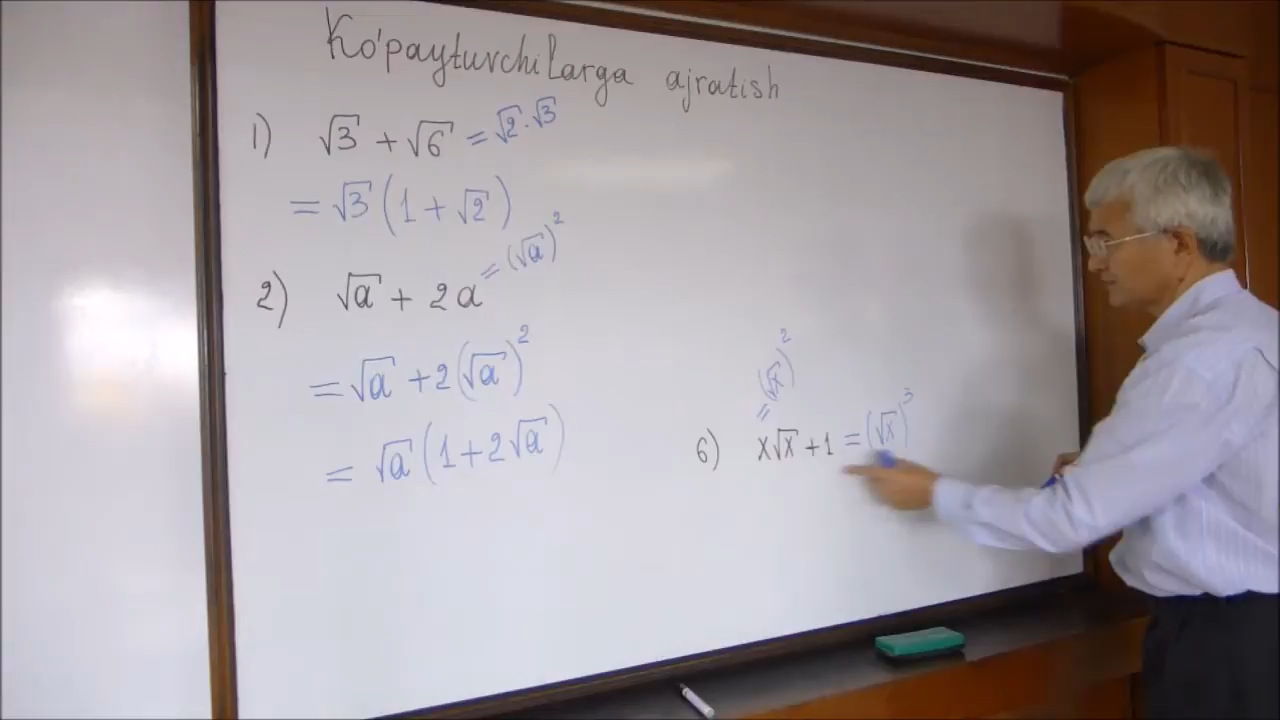 Ko'paytuvchilarga ajratish
1) √3 + √6 = √2 · √3
= √3 (1 + √2)
2) √a + 2a = (√a)²
= √a + 2(√a)²
= √a (1 + 2√a)
= (√x)²
6) x√x + 1 = (√x)³